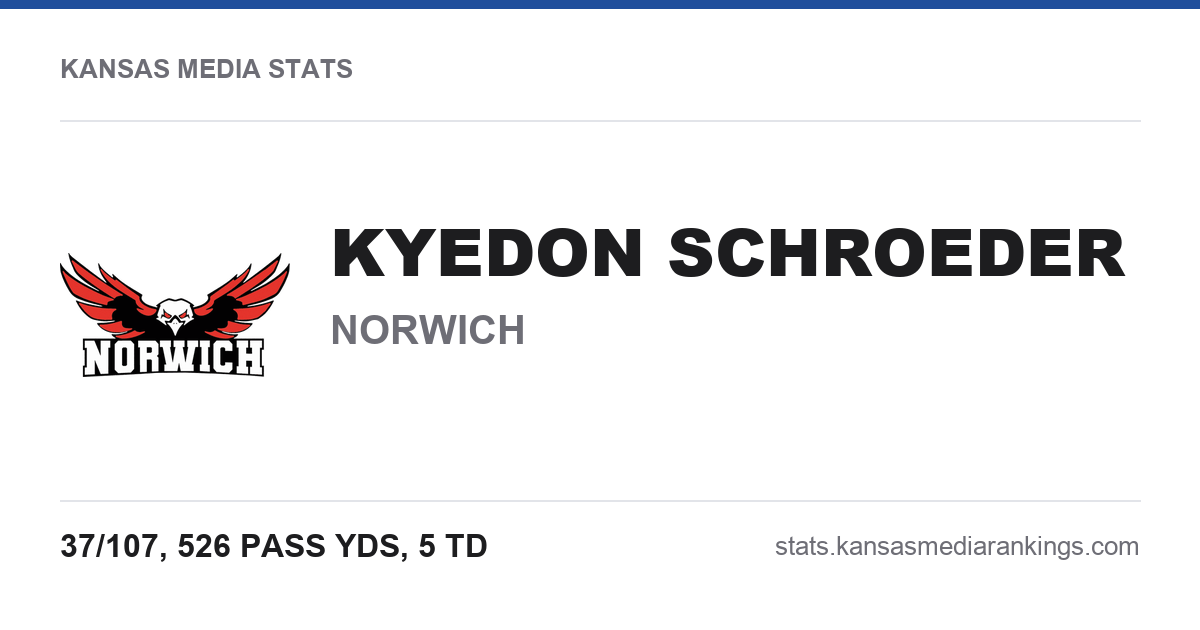 KANSAS MEDIA STATS
KYEDON SCHROEDER
NORWICH
NORWICH
37/107, 526 PASS YDS, 5 TD
stats.kansasmediarankings.com